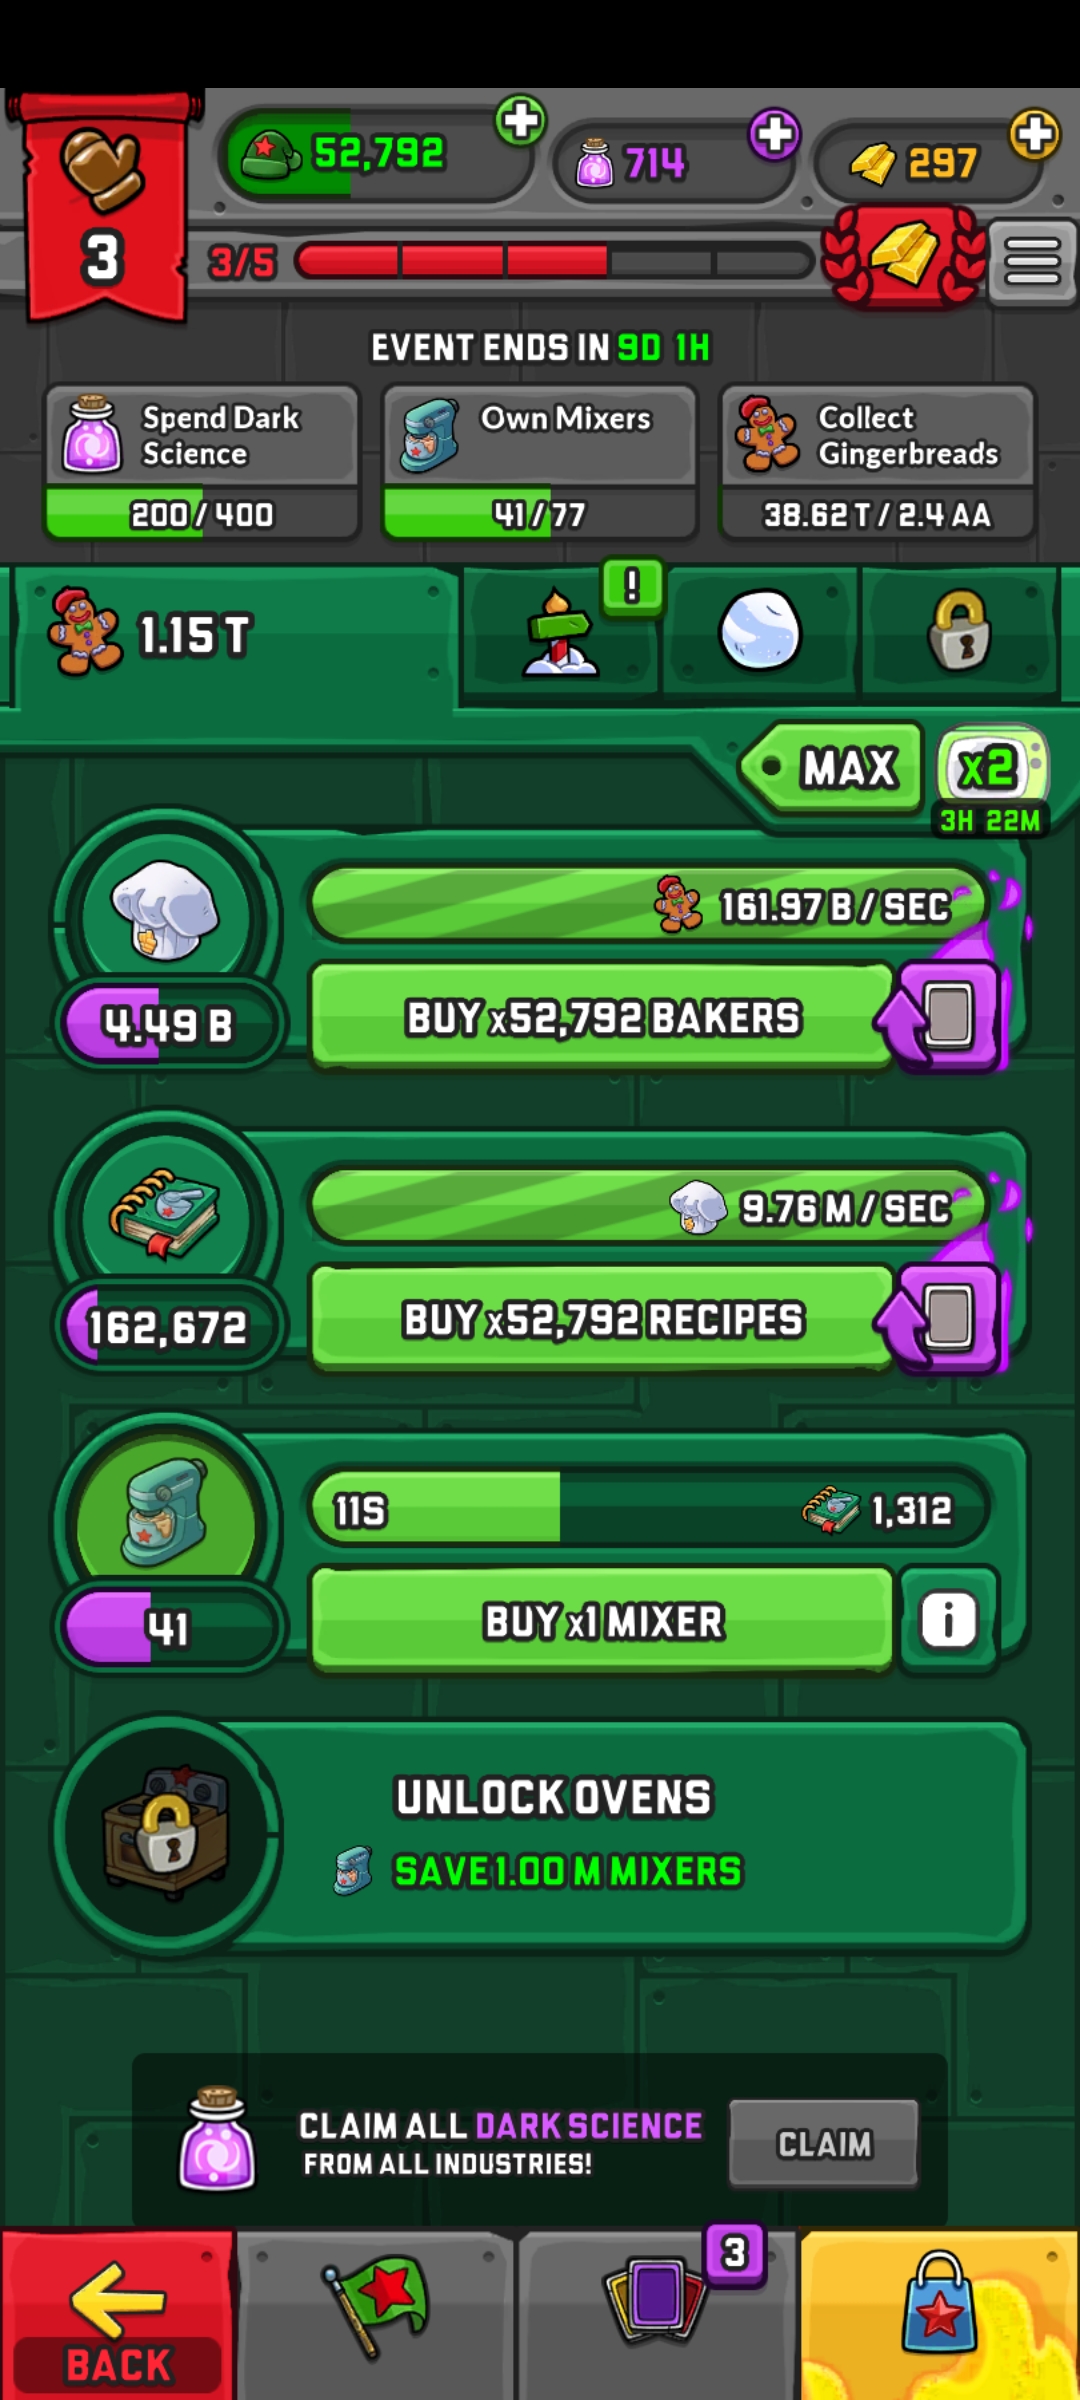 52,792
714
297
3
3/5
EVENT ENDS IN 9D 1H
Spend Dark
Science
200/400
Own Mixers
41/77
Collect
Gingerbreads
38.62 T / 2.4 AA
1.15 T
!
MAX
x2
3H 22M
161.97 B / SEC
4.49 B
BUY x52,792 BAKERS
9.76 M / SEC
162,672
BUY x52,792 RECIPES
11S
1,312
41
BUY x1 MIXER
i
UNLOCK OVENS
SAVE 1.00 M MIXERS
CLAIM ALL DARK SCIENCE
FROM ALL INDUSTRIES!
CLAIM
3
BACK